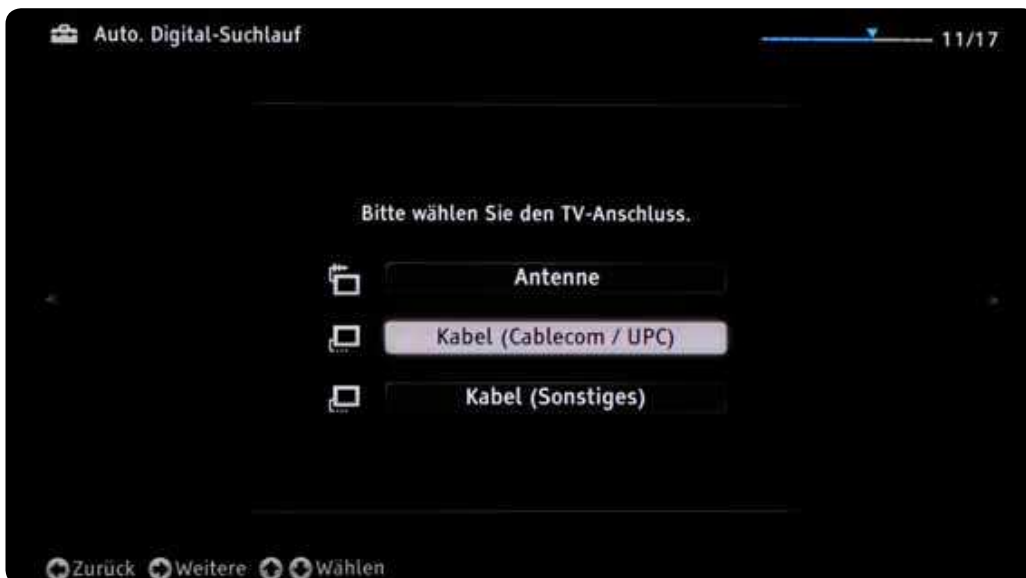 Auto. Digital-Suchlauf
11/17
Bitte wählen Sie den TV-Anschluss.
Antenne
Kabel (Cablecom / UPC)
Kabel (Sonstiges)
Zurück Weitere Wählen